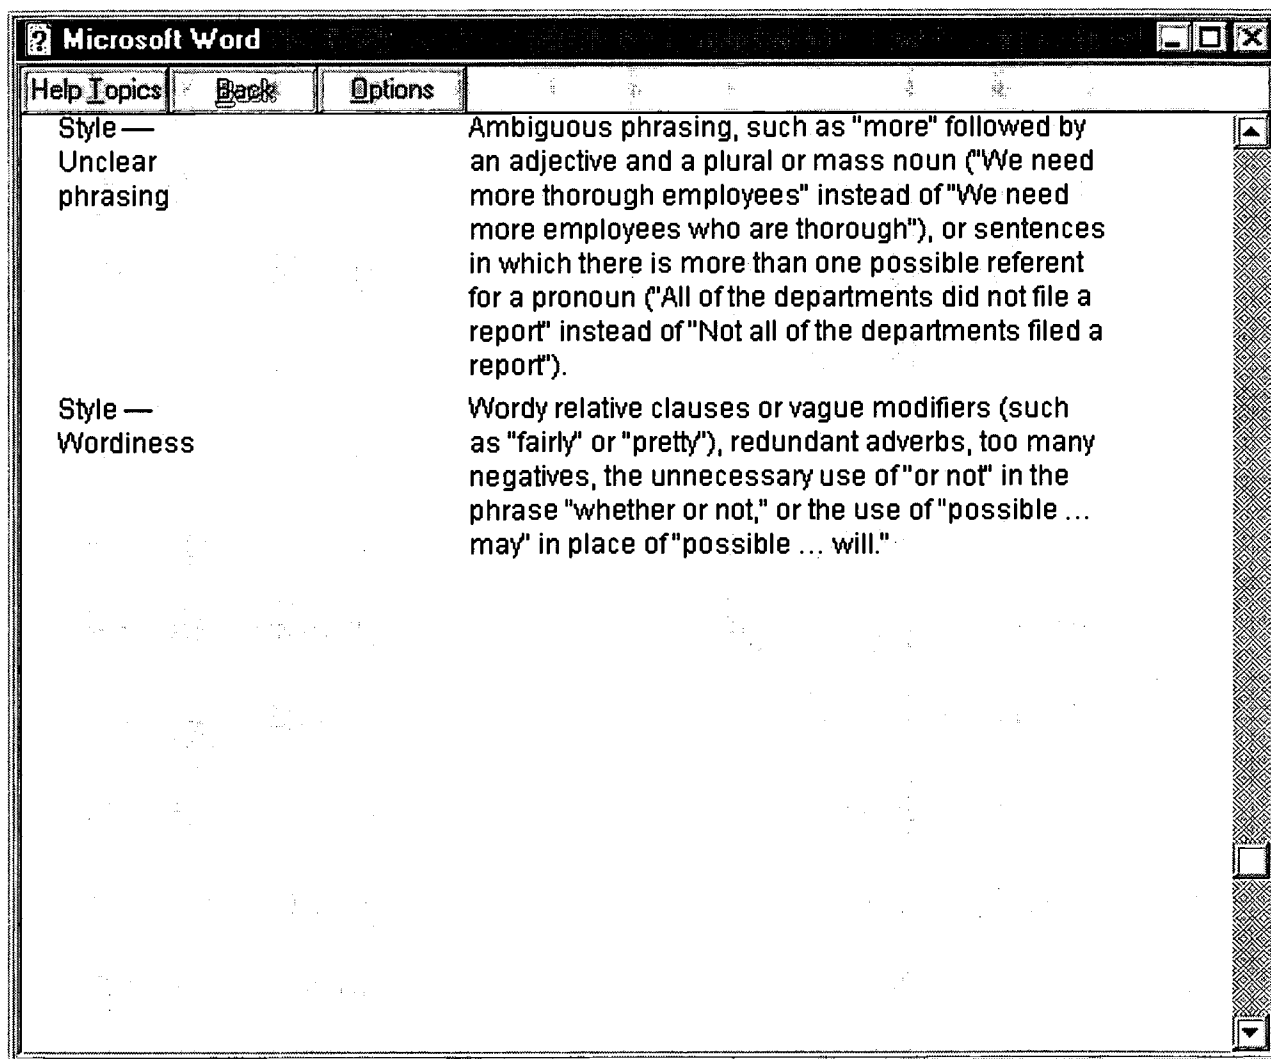 Microsoft Word
Help Topics Back Options
Style — Ambiguous phrasing, such as "more" followed by
Unclear an adjective and a plural or mass noun ("We need
phrasing more thorough employees" instead of "We need
more employees who are thorough"), or sentences
in which there is more than one possible referent
for a pronoun ("All of the departments did not file a
report" instead of "Not all of the departments filed a
report").
Style — Wordy relative clauses or vague modifiers (such
Wordiness as "fairly" or "pretty"), redundant adverbs, too many
negatives, the unnecessary use of "or not" in the
phrase "whether or not," or the use of "possible ...
may" in place of "possible ... will."